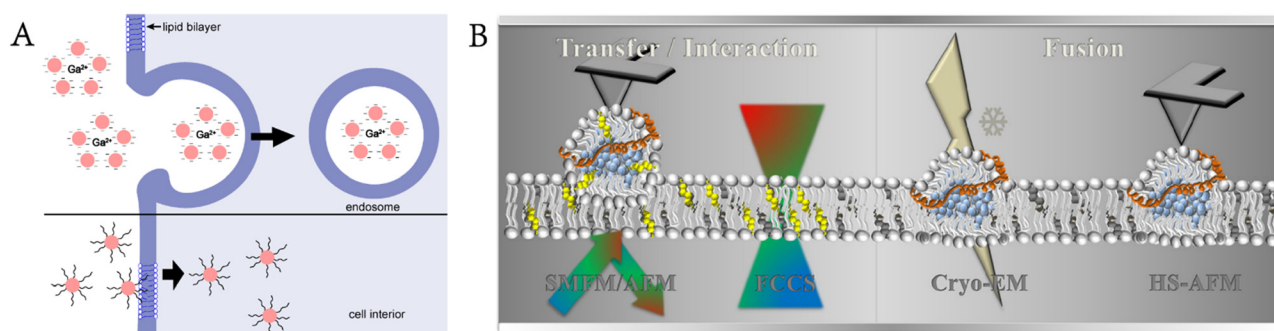 A
lipid bilayer
Ga²⁺
Ga²⁺
Ga²⁺
Ga²⁺
endosome
cell interior
B
Transfer / Interaction
Fusion
SMFM/AFM
FCCS
Cryo-EM
HS-AFM